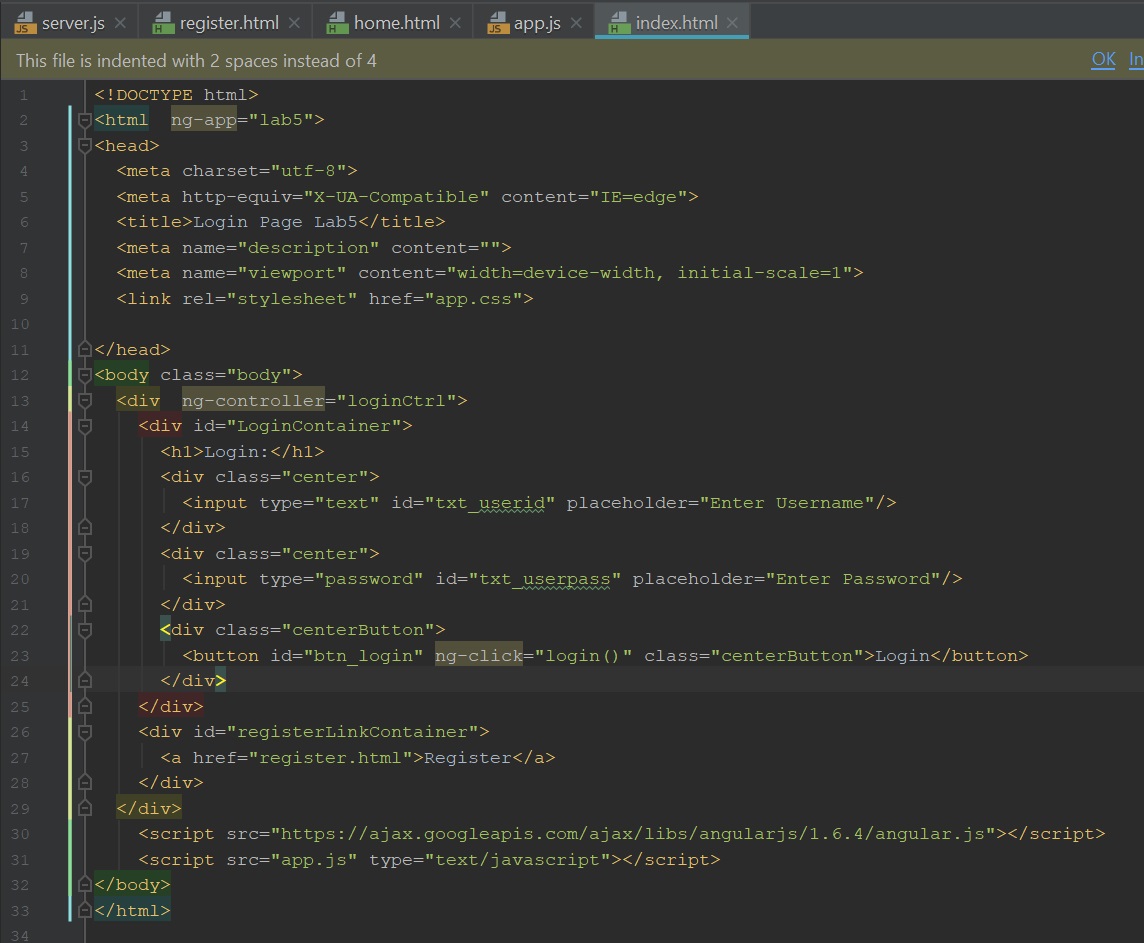 server.js register.html home.html app.js index.html
This file is indented with 2 spaces instead of 4 OK In
1 <!DOCTYPE html>
2 <html  ng-app="lab5">
3 <head>
4   <meta charset="utf-8">
5   <meta http-equiv="X-UA-Compatible" content="IE=edge">
6   <title>Login Page Lab5</title>
7   <meta name="description" content="">
8   <meta name="viewport" content="width=device-width, initial-scale=1">
9   <link rel="stylesheet" href="app.css">
10
11 </head>
12 <body class="body">
13   <div  ng-controller="loginCtrl">
14     <div id="LoginContainer">
15       <h1>Login:</h1>
16       <div class="center">
17         <input type="text" id="txt_userid" placeholder="Enter Username"/>
18       </div>
19       <div class="center">
20         <input type="password" id="txt_userpass" placeholder="Enter Password"/>
21       </div>
22       <div class="centerButton">
23         <button id="btn_login" ng-click="login()" class="centerButton">Login</button>
24       </div>
25     </div>
26     <div id="registerLinkContainer">
27       <a href="register.html">Register</a>
28     </div>
29   </div>
30     <script src="https://ajax.googleapis.com/ajax/libs/angularjs/1.6.4/angular.js"></script>
31     <script src="app.js" type="text/javascript"></script>
32 </body>
33 </html>
34